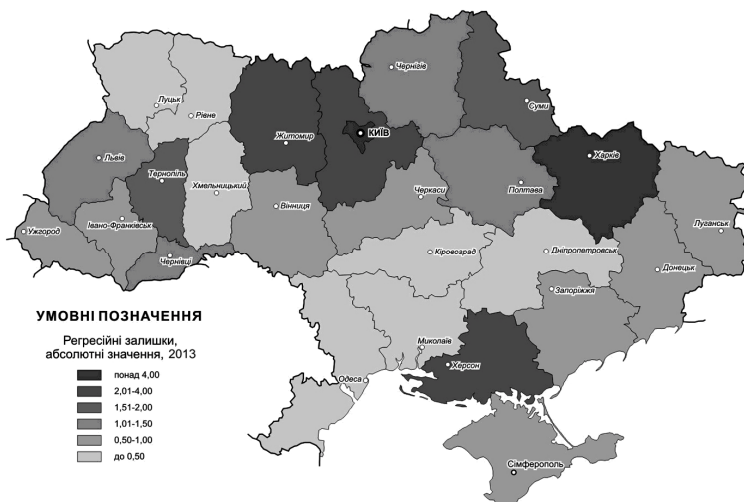 Чернігів
Луцьк
Рівне
Суми
Житомир
КИЇВ
Львів
Харків
Тернопіль
Хмельницький
Полтава
Черкаси
Вінниця
Івано-Франківськ
Ужгород
Луганськ
Чернівці
Кіровоград
Дніпропетровськ
Донецьк
Запоріжжя
УМОВНІ ПОЗНАЧЕННЯ
Регресійні залишки,
абсолютні значення, 2013
понад 4,00
2,01-4,00
1,51-2,00
1,01-1,50
0,50-1,00
до 0,50
Миколаїв
Херсон
Одеса
Сімферополь